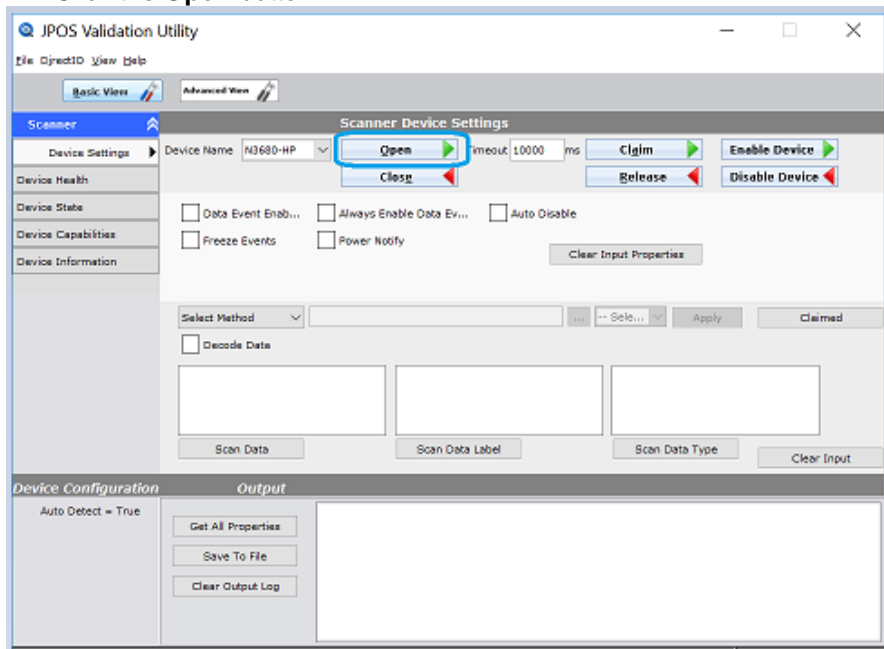 JPOS Validation Utility
File DirectIO View Help
Basic View Advanced View
Scanner Scanner Device Settings
Device Settings Device Name N3680-HP Open Timeout 10000 ms Claim Enable Device
Device Health Close Release Disable Device
Device State Data Event Enab... Always Enable Data Ev... Auto Disable
Device Capabilities Freeze Events Power Notify
Device Information Clear Input Properties
Select Method ... -- Sele... Apply Claimed
Decode Data
Scan Data Scan Data Label Scan Data Type Clear Input
Device Configuration Output
Auto Detect = True
Get All Properties
Save To File
Clear Output Log